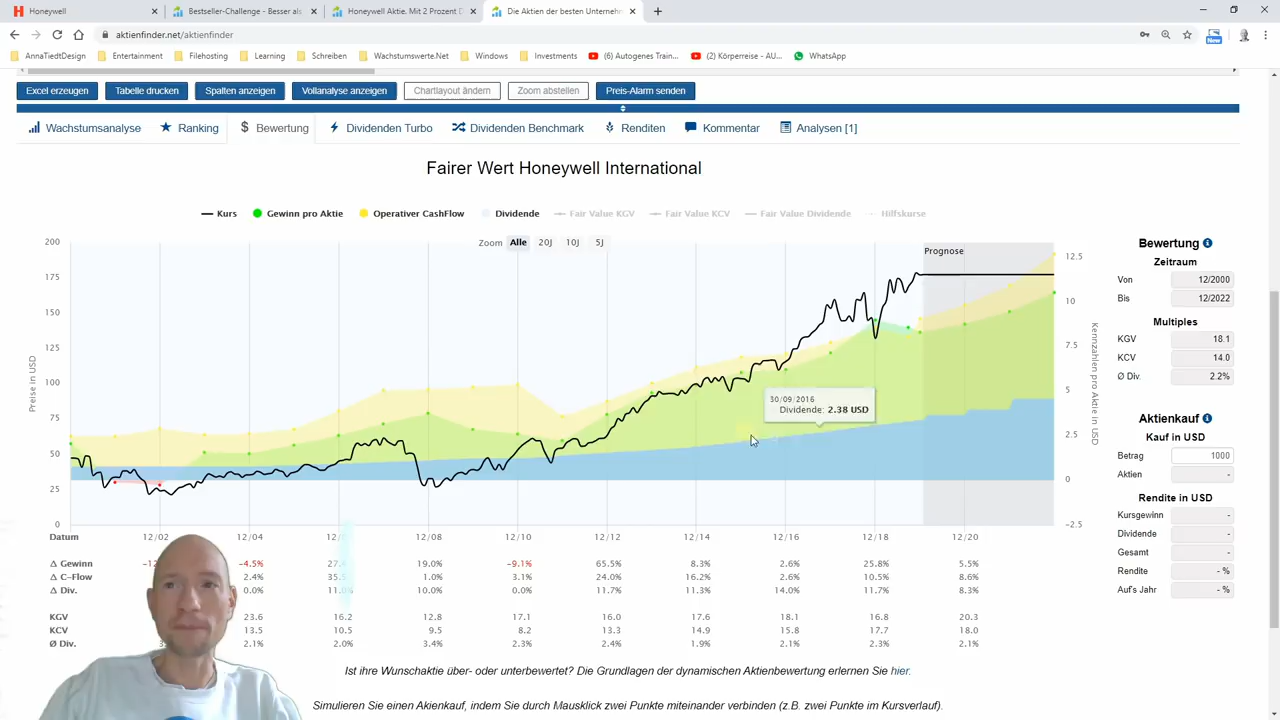 Honeywell
Bestseller-Challenge - Besser als
Honeywell Aktie. Mit 2 Prozent D
Die Aktien der besten Unternehm
aktienfinder.net/aktienfinder
New
AnnaTiedtDesign
Entertainment
Filehosting
Learning
Schreiben
Wachstumswerte.Net
Windows
Investments
(6) Autogenes Train...
(2) Körperreise - AU...
WhatsApp
Excel erzeugen
Tabelle drucken
Spalten anzeigen
Vollanalyse anzeigen
Chartlayout ändern
Zoom abstellen
Preis-Alarm senden
Wachstumsanalyse
Ranking
$ Bewertung
Dividenden Turbo
Dividenden Benchmark
Renditen
Kommentar
Analysen [1]
Fairer Wert Honeywell International
Kurs
Gewinn pro Aktie
Operativer CashFlow
Dividende
Fair Value KGV
Fair Value KCV
Fair Value Dividende
Hilfskurse
Zoom Alle 20J 10J 5J
Preise in USD
200
175
150
125
100
75
50
25
0
Prognose
30/09/2016
Dividende: 2.38 USD
12.5
10
7.5
5
2.5
0
-2.5
Kennzahlen pro Aktie in USD
Datum 12/02 12/04 12/08 12/10 12/12 12/14 12/16 12/18 12/20
Δ Gewinn -4.5% 19.0% -9.1% 65.5% 8.3% 2.6% 25.8% 5.5%
Δ C-Flow 2.4% 35.5 1.0% 3.1% 24.0% 16.2% 2.6% 10.5% 8.6%
Δ Div. 0.0% 11.0% 10.0% 0.0% 11.7% 11.3% 14.0% 11.7% 8.3%
KGV 23.6 16.2 12.8 12.1 16.0 17.6 18.1 16.8 20.3
KCV 13.5 10.5 9.5 8.2 13.3 14.9 15.8 17.7 18.0
Ø Div. 2.1% 2.0% 3.4% 2.3% 2.4% 1.9% 2.1% 2.1% 2.1%
Bewertung
Zeitraum
Von 12/2000
Bis 12/2022
Multiples
KGV 18.1
KCV 14.0
Ø Div. 2.2%
Aktienkauf
Kauf in USD
Betrag 1000
Aktien -
Rendite in USD
Kursgewinn -
Dividende -
Gesamt -
Rendite - %
Auf's Jahr - %
Ist ihre Wunschaktie über- oder unterbewertet? Die Grundlagen der dynamischen Aktienbewertung erlernen Sie hier.
Simulieren Sie einen Akienkauf, indem Sie durch Mausklick zwei Punkte miteinander verbinden (z.B. zwei Punkte im Kursverlauf).